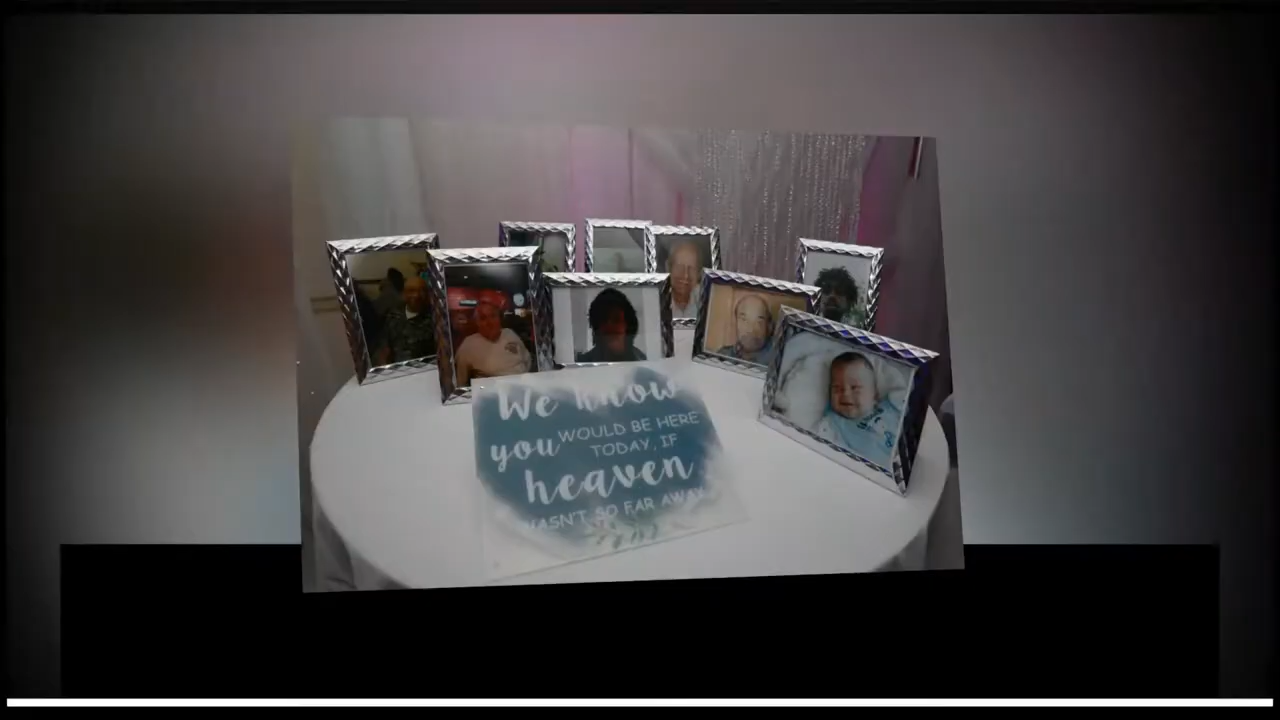 We know
you WOULD BE HERE
TODAY, IF
heaven
WASN'T SO FAR AWAY